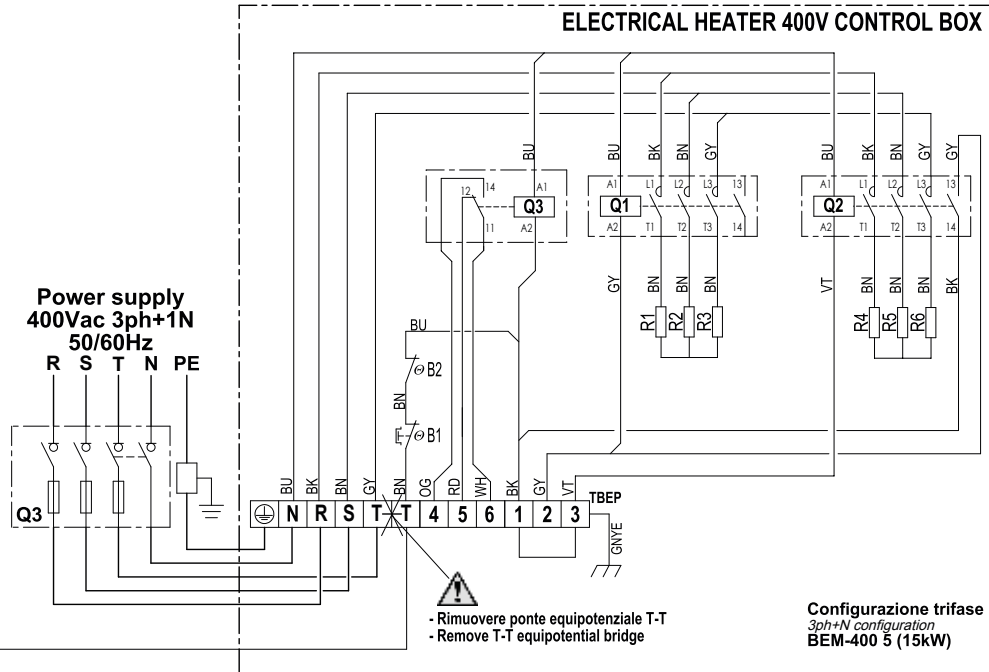 ELECTRICAL HEATER 400V CONTROL BOX
BU
BU
BK
BN
GY
BU
BK
BN
GY
GY
12
14
A1
Q3
11
A2
A1
L1
L2
L3
13
Q1
A2
T1
T2
T3
14
A1
L1
L2
L3
13
Q2
A2
T1
T2
T3
14
GY
BN
BN
BN
VT
BN
BN
BN
BK
R1
R2
R3
R4
R5
R6
Power supply
400Vac 3ph+1N
50/60Hz
R S T N PE
BU
B2
BN
B1
Q3
BU
BK
BN
GY
BN
OG
RD
WH
BK
GY
VT
TBEP
N R S T T 4 5 6 1 2 3
GNYE
- Rimuovere ponte equipotenziale T-T
- Remove T-T equipotential bridge
Configurazione trifase
3ph+N configuration
BEM-400 5 (15kW)